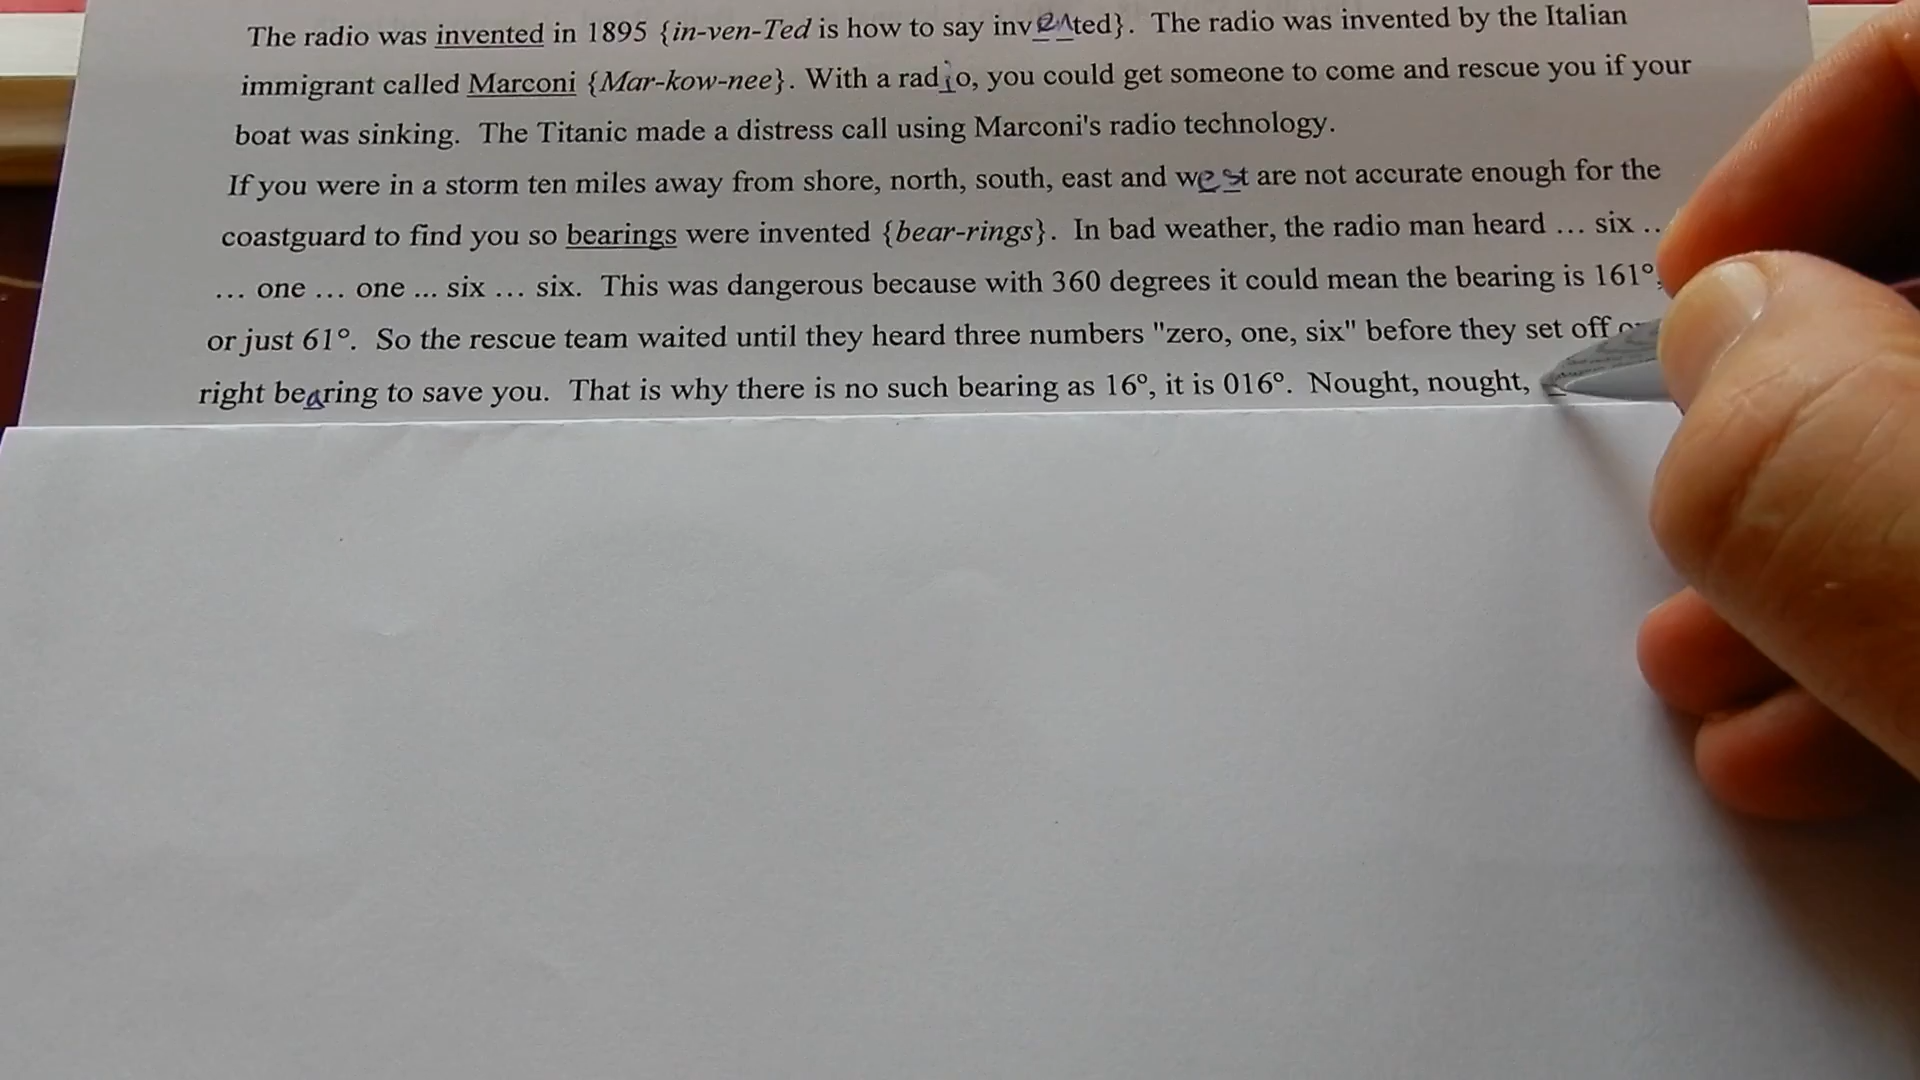 The radio was invented in 1895 {in-ven-Ted is how to say invented}. The radio was invented by the Italian
immigrant called Marconi {Mar-kow-nee}. With a radio, you could get someone to come and rescue you if your
boat was sinking. The Titanic made a distress call using Marconi's radio technology.
If you were in a storm ten miles away from shore, north, south, east and west are not accurate enough for the
coastguard to find you so bearings were invented {bear-rings}. In bad weather, the radio man heard … six ..
… one … one ... six … six. This was dangerous because with 360 degrees it could mean the bearing is 161°,
or just 61°. So the rescue team waited until they heard three numbers "zero, one, six" before they set off
right bearing to save you. That is why there is no such bearing as 16°, it is 016°. Nought, nought,